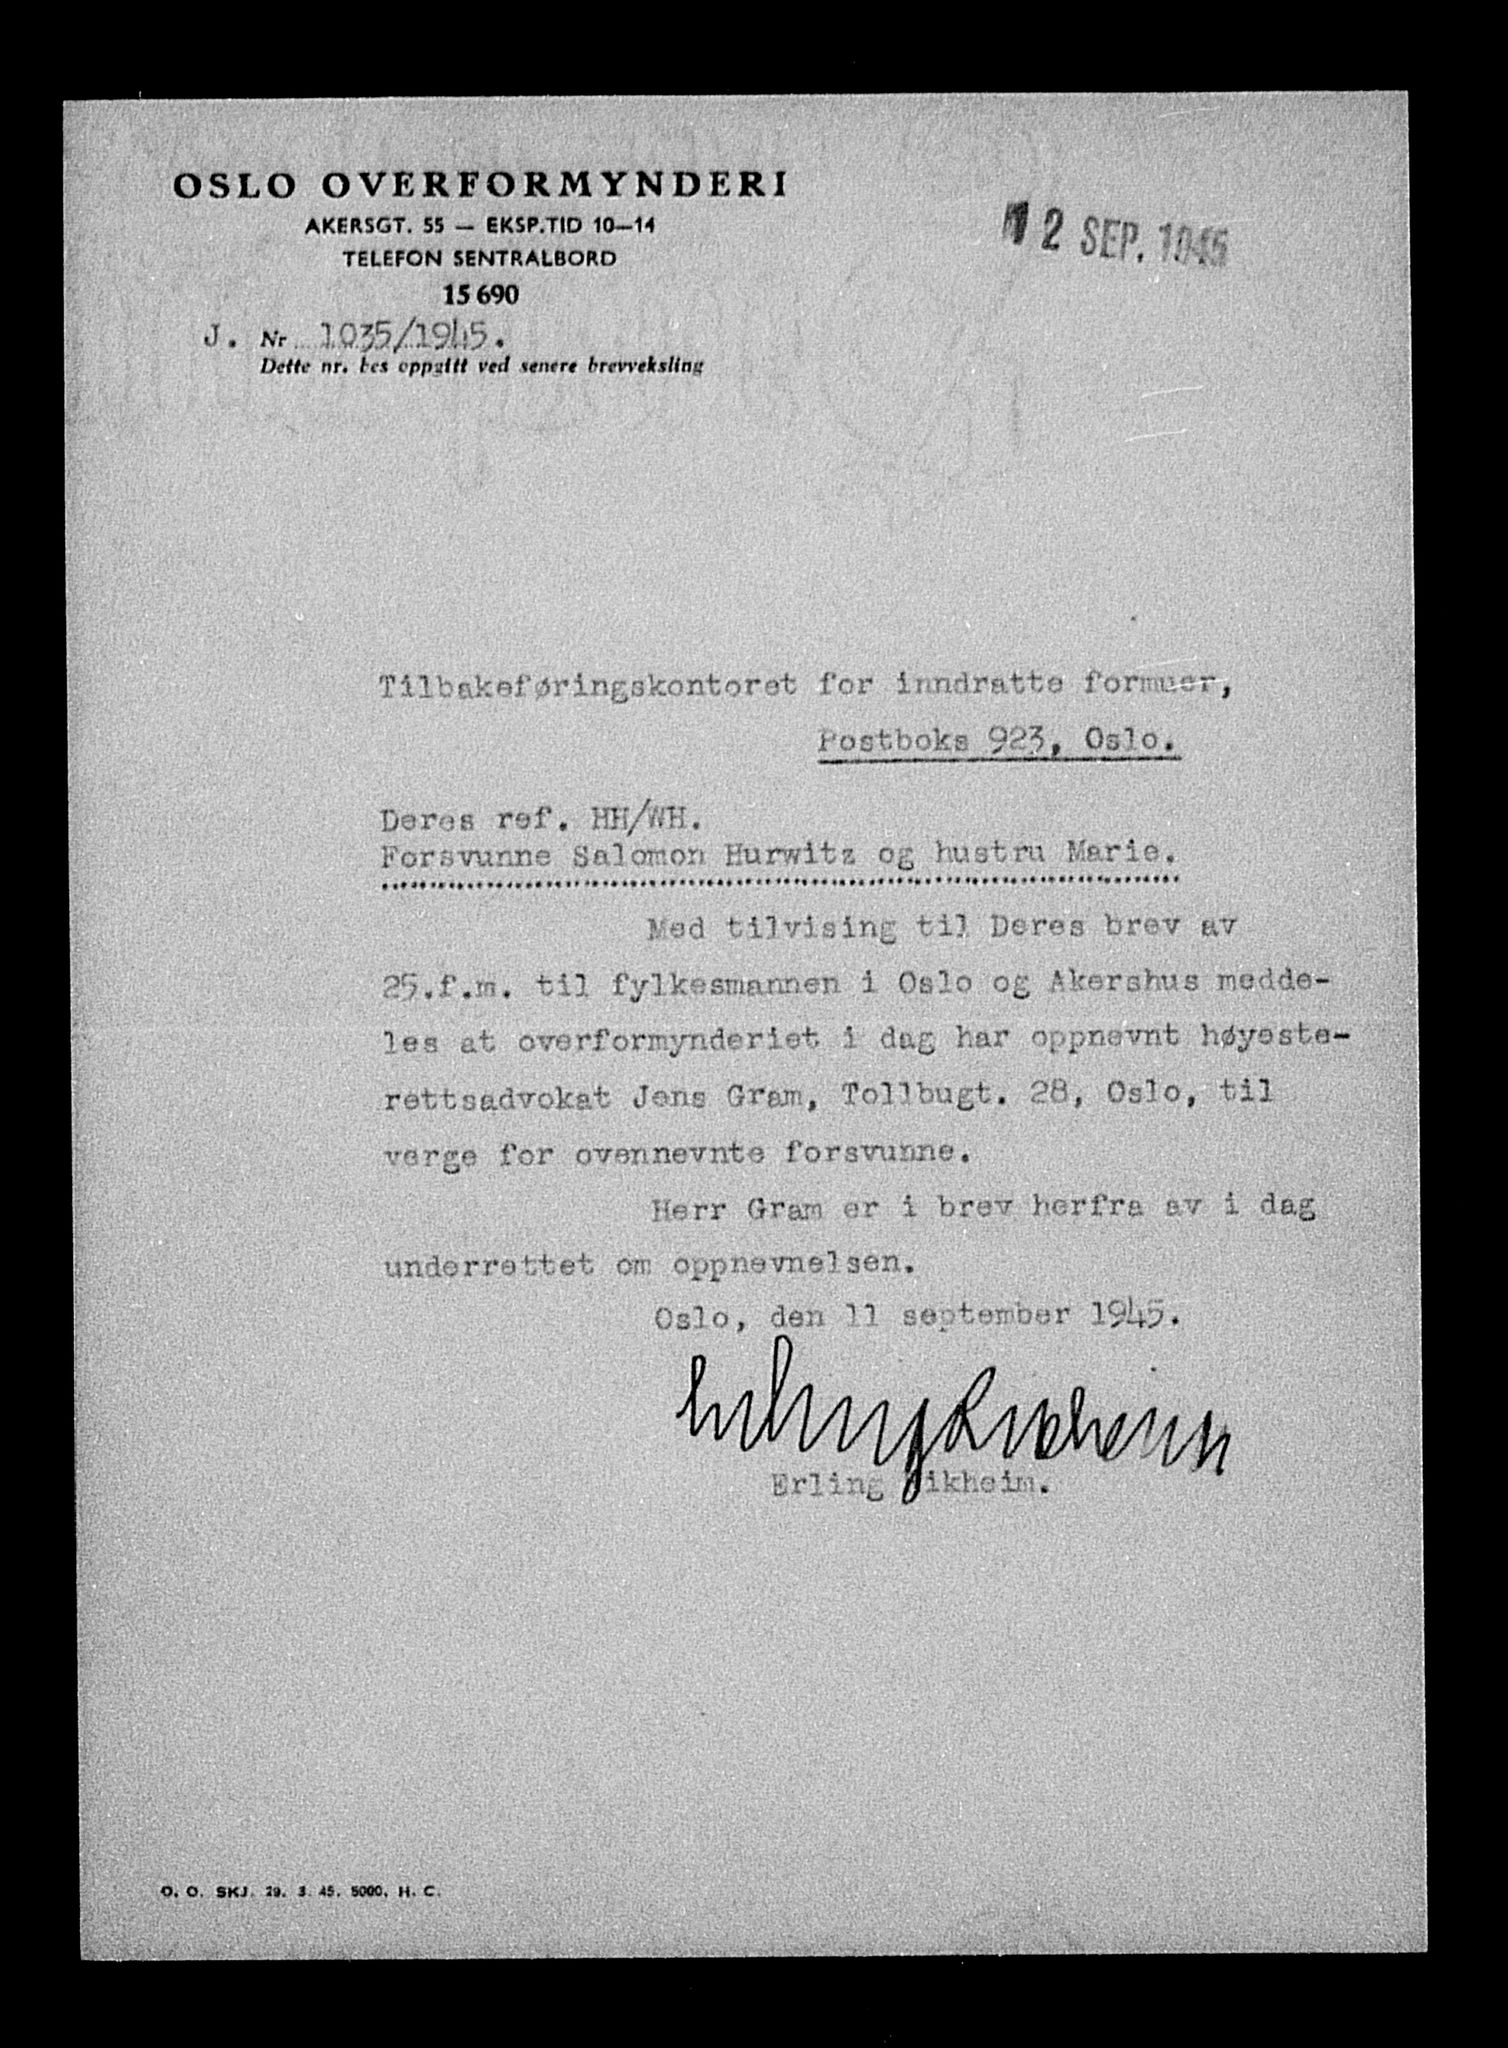 OSLO OVERFORMYNDERI
AKERSGT. 55 — EKSP.TID 10—14
TELEFON SENTRALBORD
15 690
J. Nr 1035/1945.
Dette nr. bes oppgitt ved senere brevveksling
12 SEP. 1945
Tilbakeføringskontoret for inndratte formuer,
Postboks 923, Oslo.
Deres ref. HH/WH.
Forsvunne Salomon Hurwitz og hustru Marie.
Med tilvising til Deres brev av
25.f.m. til fylkesmannen i Oslo og Akershus medde-
les at overformynderiet i dag har oppnevnt høyeste-
rettsadvokat Jens Gram, Tollbugt. 28, Oslo, til
verge for ovennevnte forsvunne.
Herr Gram er i brev herfra av i dag
underrettet om oppnevnelsen.
Oslo, den 11 september 1945.
Erling
O. O. SKJ. 29. 3. 45. 5000. H. C.